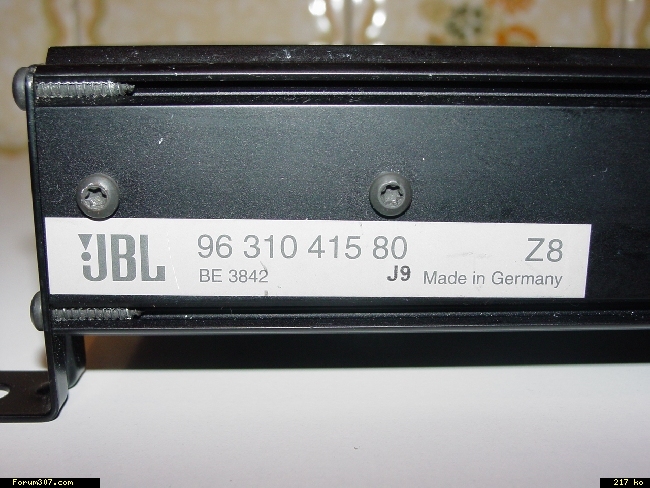 JBL 96 310 415 80 Z8
BE 3842 J9 Made in Germany
Forum307.com 217 ko